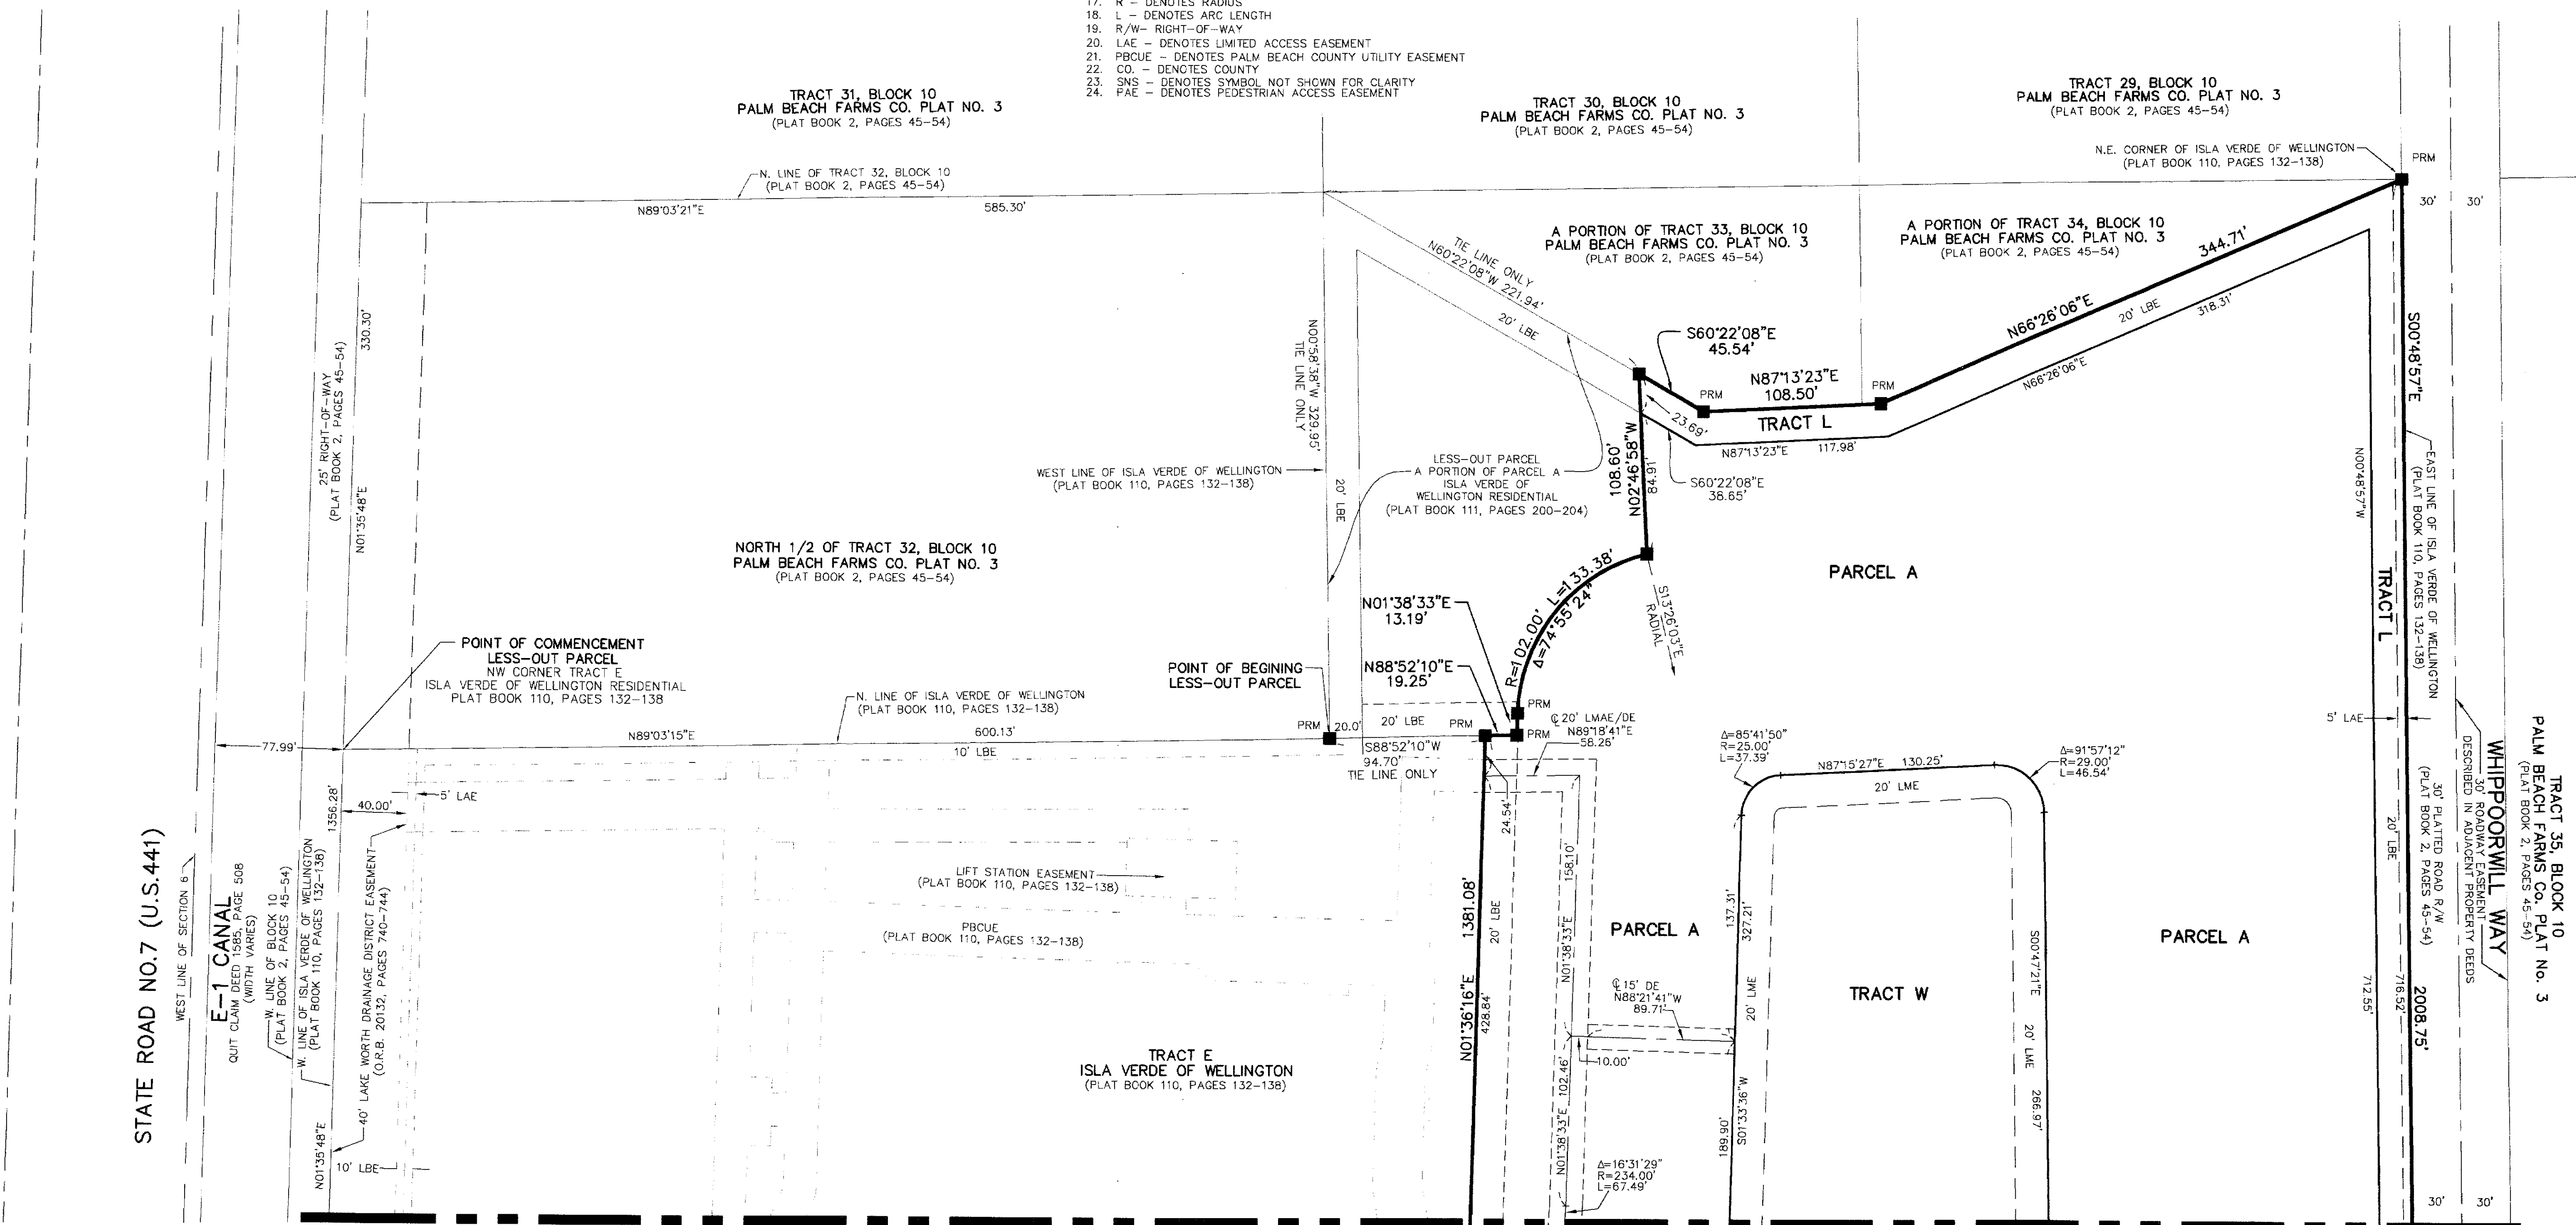 17. R – DENOTES RADIUS
18. L – DENOTES ARC LENGTH
19. R/W– RIGHT–OF–WAY
20. LAE – DENOTES LIMITED ACCESS EASEMENT
21. PBCUE – DENOTES PALM BEACH COUNTY UTILITY EASEMENT
22. CO. – DENOTES COUNTY
23. SNS – DENOTES SYMBOL NOT SHOWN FOR CLARITY
24. PAE – DENOTES PEDESTRIAN ACCESS EASEMENT
TRACT 31, BLOCK 10
PALM BEACH FARMS CO. PLAT NO. 3
(PLAT BOOK 2, PAGES 45–54)
TRACT 30, BLOCK 10
PALM BEACH FARMS CO. PLAT NO. 3
(PLAT BOOK 2, PAGES 45–54)
TRACT 29, BLOCK 10
PALM BEACH FARMS CO. PLAT NO. 3
(PLAT BOOK 2, PAGES 45–54)
N.E. CORNER OF ISLA VERDE OF WELLINGTON
(PLAT BOOK 110, PAGES 132–138)
PRM
30'
30'
N. LINE OF TRACT 32, BLOCK 10
(PLAT BOOK 2, PAGES 45–54)
N89°03'21"E
585.30'
A PORTION OF TRACT 33, BLOCK 10
PALM BEACH FARMS CO. PLAT NO. 3
(PLAT BOOK 2, PAGES 45–54)
A PORTION OF TRACT 34, BLOCK 10
PALM BEACH FARMS CO. PLAT NO. 3
(PLAT BOOK 2, PAGES 45–54)
TIE LINE ONLY
N60°22'08"W 221.94'
20' LBE
344.71'
N66°26'06"E
20' LBE
318.31'
N66°26'06"E
S60°22'08"E
45.54'
PRM
N87°13'23"E
108.50'
PRM
TRACT L
23.69'
N87°13'23"E
117.98'
S60°22'08"E
38.65'
108.60'
N02°46'58"W
84.91'
S00°48'57"E
N00°48'57"W
EAST LINE OF ISLA VERDE OF WELLINGTON
(PLAT BOOK 110, PAGES 132–138)
25' RIGHT–OF–WAY
(PLAT BOOK 2, PAGES 45–54)
330.30'
N01°35'48"E
N00°58'38"W 329.95'
TIE LINE ONLY
WEST LINE OF ISLA VERDE OF WELLINGTON
(PLAT BOOK 110, PAGES 132–138)
20' LBE
LESS–OUT PARCEL
A PORTION OF PARCEL A
ISLA VERDE OF
WELLINGTON RESIDENTIAL
(PLAT BOOK 111, PAGES 200–204)
NORTH 1/2 OF TRACT 32, BLOCK 10
PALM BEACH FARMS CO. PLAT NO. 3
(PLAT BOOK 2, PAGES 45–54)
PARCEL A
TRACT L
R=102.00' L=133.38'
Δ=74°55'24"
S13°26'03"E
RADIAL
N01°38'33"E
13.19'
N88°52'10"E
19.25'
POINT OF COMMENCEMENT
LESS–OUT PARCEL
NW CORNER TRACT E
ISLA VERDE OF WELLINGTON RESIDENTIAL
PLAT BOOK 110, PAGES 132–138
POINT OF BEGINING
LESS–OUT PARCEL
N. LINE OF ISLA VERDE OF WELLINGTON
(PLAT BOOK 110, PAGES 132–138)
77.99'
N89°03'15"E
600.13'
10' LBE
PRM
20.0'
20' LBE
PRM
PRM
PRM
S88°52'10"W
94.70'
TIE LINE ONLY
℄ 20' LMAE/DE
N89°18'41"E
58.26'
5' LAE
Δ=85°41'50"
R=25.00'
L=37.39'
N87°15'27"E 130.25'
20' LME
Δ=91°57'12"
R=29.00'
L=46.54'
1356.28'
40.00'
5' LAE
24.54'
LIFT STATION EASEMENT
(PLAT BOOK 110, PAGES 132–138)
PBCUE
(PLAT BOOK 110, PAGES 132–138)
1381.08'
N01°36'16"E
20' LBE
428.84'
158.10'
N01°38'33"E
PARCEL A
137.31'
327.21'
20' LME
S01°33'36"W
189.90'
TRACT W
S00°47'21"E
20' LME
266.97'
PARCEL A
℄ 15' DE
N88°21'41"W
89.71'
10.00'
N01°38'33"E 102.46'
Δ=16°31'29"
R=234.00'
L=67.49'
TRACT E
ISLA VERDE OF WELLINGTON
(PLAT BOOK 110, PAGES 132–138)
STATE ROAD NO.7 (U.S.441)
WEST LINE OF SECTION 6
E–1 CANAL
QUIT CLAIM DEED 1585, PAGE 508
(WIDTH VARIES)
W. LINE OF BLOCK 10
(PLAT BOOK 2, PAGES 45–54)
W. LINE OF ISLA VERDE OF WELLINGTON
(PLAT BOOK 110, PAGES 132–138)
N01°35'48"E
40' LAKE WORTH DRAINAGE DISTRICT EASEMENT
(O.R.B. 20132, PAGES 740–744)
10' LBE
20' LBE
712.55'
716.52'
2008.75'
30' PLATTED ROAD R/W
(PLAT BOOK 2, PAGES 45–54)
30' ROADWAY EASEMENT
DESCRIBED IN ADJACENT PROPERTY DEEDS
WHIPPOORWILL WAY
TRACT 35, BLOCK 10
PALM BEACH FARMS Co. PLAT No. 3
(PLAT BOOK 2, PAGES 45–54)
30'
30'